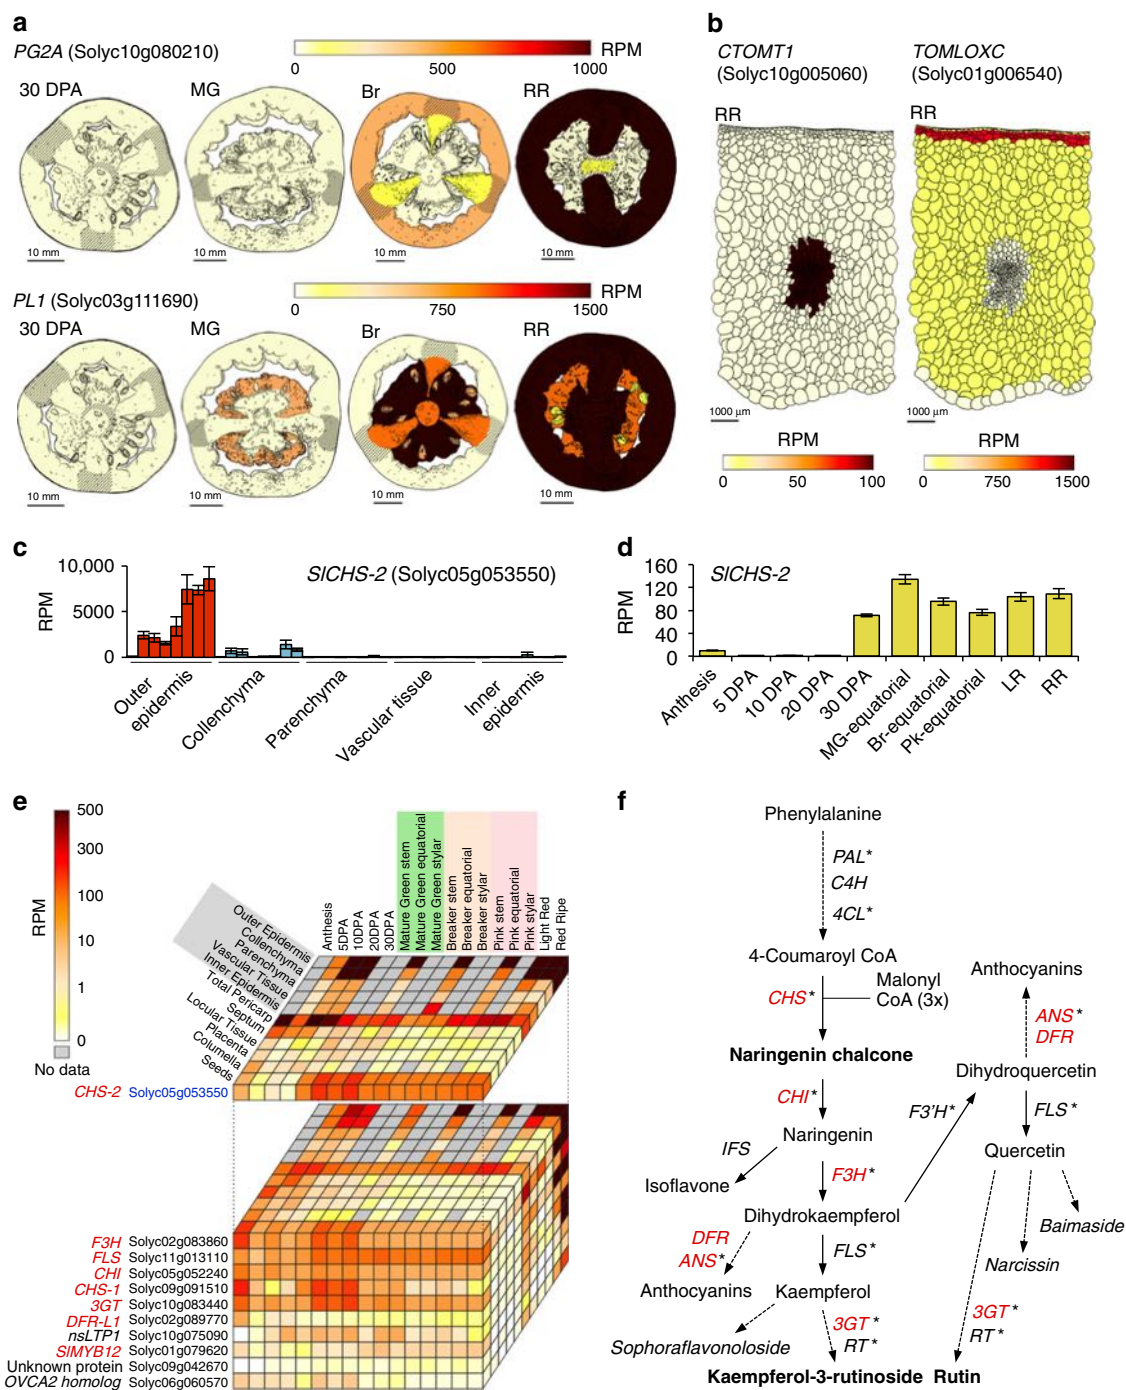 a
PG2A (Solyc10g080210)
RPM
0 500 1000
30 DPA MG Br RR
10 mm 10 mm 10 mm 10 mm
PL1 (Solyc03g111690)
RPM
0 750 1500
30 DPA MG Br RR
10 mm 10 mm 10 mm 10 mm
b
CTOMT1
(Solyc10g005060)
TOMLOXC
(Solyc01g006540)
RR RR
1000 µm 1000 µm
RPM RPM
0 50 100 0 750 1500
c
SlCHS-2 (Solyc05g053550)
RPM
10,000
5000
0
Outer epidermis
Collenchyma
Parenchyma
Vascular tissue
Inner epidermis
d
SlCHS-2
RPM
160
120
80
40
0
Anthesis
5 DPA
10 DPA
20 DPA
30 DPA
MG-equatorial
Br-equatorial
Pk-equatorial
LR
RR
e
RPM
500
300
100
10
1
0
No data
Outer Epidermis
Collenchyma
Parenchyma
Vascular Tissue
Inner Epidermis
Total Pericarp
Septum
Locular Tissue
Placenta
Columella
Seeds
Anthesis
5DPA
10DPA
20DPA
30DPA
Mature Green stem
Mature Green equatorial
Mature Green stylar
Breaker stem
Breaker equatorial
Breaker stylar
Pink stem
Pink equatorial
Pink stylar
Light Red
Red Ripe
CHS-2 Solyc05g053550
F3H Solyc02g083860
FLS Solyc11g013110
CHI Solyc05g052240
CHS-1 Solyc09g091510
3GT Solyc10g083440
DFR-L1 Solyc02g089770
nsLTP1 Solyc10g075090
SlMYB12 Solyc01g079620
Unknown protein Solyc09g042670
OVCA2 homolog Solyc06g060570
f
Phenylalanine
PAL*
C4H
4CL*
4-Coumaroyl CoA
CHS*
Malonyl
CoA (3x)
Naringenin chalcone
CHI*
Naringenin
IFS
Isoflavone
F3H*
Dihydrokaempferol
DFR
ANS*
Anthocyanins
FLS*
Kaempferol
Sophoraflavonoloside
3GT*
RT*
Kaempferol-3-rutinoside
F3'H*
Anthocyanins
ANS*
DFR
Dihydroquercetin
FLS*
Quercetin
Baimaside
Narcissin
3GT*
RT*
Rutin